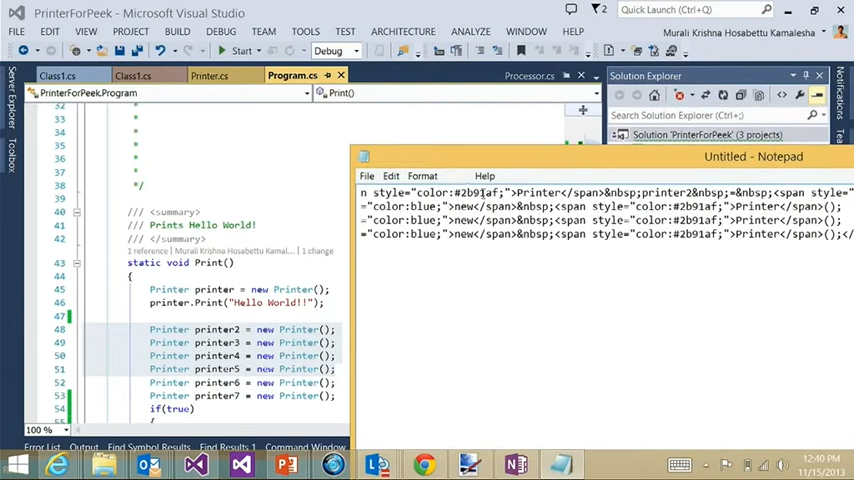 PrinterForPeek - Microsoft Visual Studio
2
Quick Launch (Ctrl+Q)
FILE EDIT VIEW PROJECT BUILD DEBUG TEAM TOOLS TEST ARCHITECTURE ANALYZE WINDOW HELP
Murali Krishna Hosabettu Kamalesha
Start
Debug
Server Explorer
Toolbox
Class1.cs
Class1.cs
Printer.cs
Program.cs
Processor.cs
PrinterForPeek.Program
Print()
32
33 *
34 *
35 *
36 *
37 *
38 */
39
40 /// <summary>
41 /// Prints Hello World!
42 /// </summary>
1 reference | Murali Krishna Hosabettu Kamal... | 1 change
43 static void Print()
44 {
45 Printer printer = new Printer();
46 printer.Print("Hello World!!");
47
48 Printer printer2 = new Printer();
49 Printer printer3 = new Printer();
50 Printer printer4 = new Printer();
51 Printer printer5 = new Printer();
52 Printer printer6 = new Printer();
53 Printer printer7 = new Printer();
54 if(true)
55 {
100 %
Error List Output Find Symbol Results Find Results 1 Command Window
Solution Explorer
Search Solution Explorer (Ctrl+;)
Solution 'PrinterForPeek' (3 projects)
Notifications
Untitled - Notepad
File Edit Format Help
n style="color:#2b91af;">Printer</span>&nbsp;printer2&nbsp;=&nbsp;<span style="
="color:blue;">new</span>&nbsp;<span style="color:#2b91af;">Printer</span>();
="color:blue;">new</span>&nbsp;<span style="color:#2b91af;">Printer</span>();
="color:blue;">new</span>&nbsp;<span style="color:#2b91af;">Printer</span>();</
12:40 PM
11/15/2013